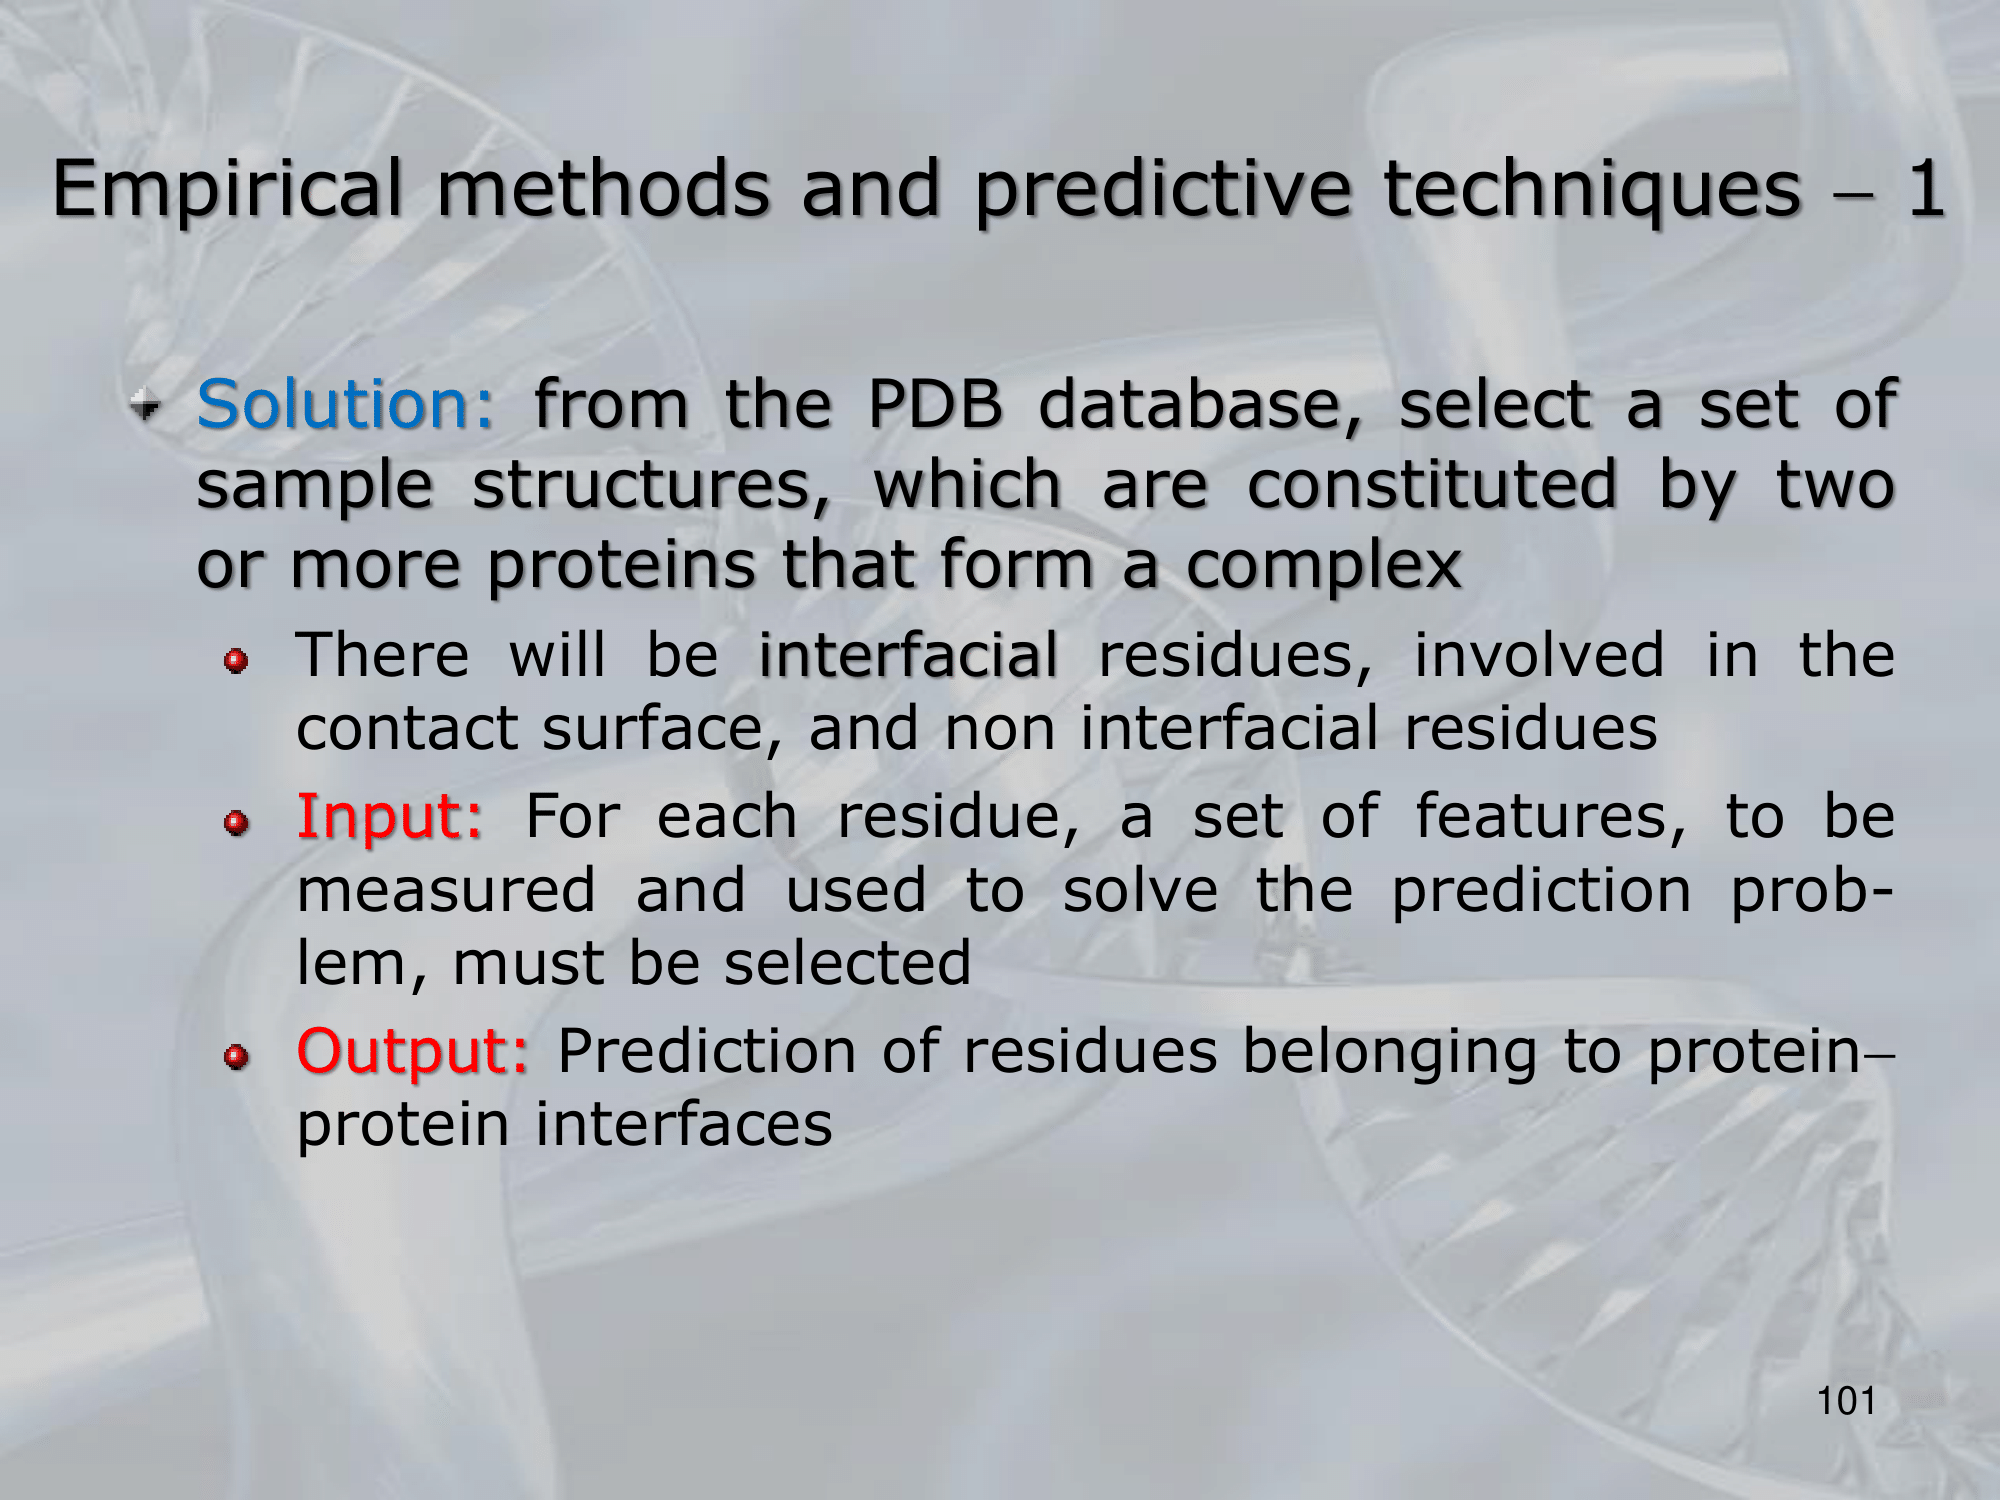 Empirical methods and predictive techniques – 1
Solution: from the PDB database, select a set of
sample structures, which are constituted by two
or more proteins that form a complex
There will be interfacial residues, involved in the
contact surface, and non interfacial residues
Input: For each residue, a set of features, to be
measured and used to solve the prediction prob-
lem, must be selected
Output: Prediction of residues belonging to protein–
protein interfaces
101